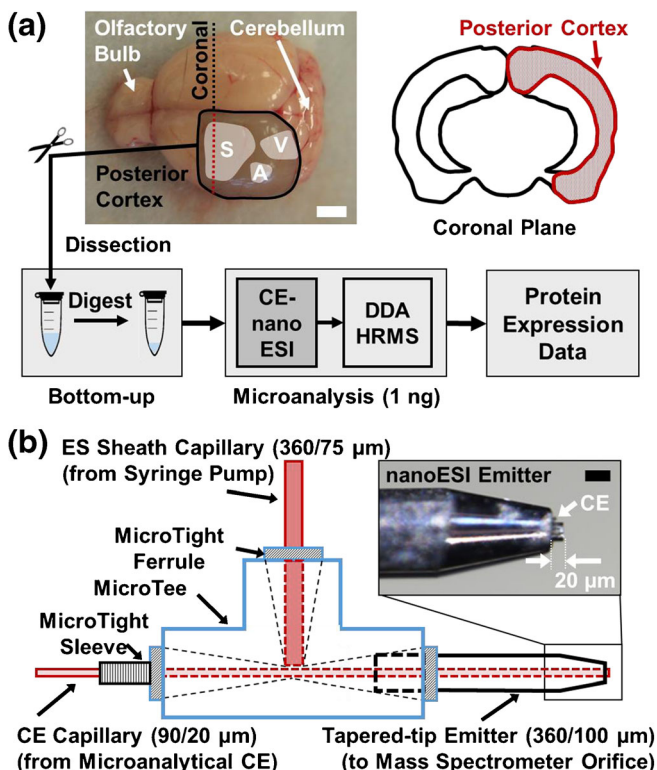 (a)
Olfactory
Bulb
Coronal
Cerebellum
S
V
A
Posterior
Cortex
Posterior Cortex
Coronal Plane
Dissection
Digest
Bottom-up
CE-
nano
ESI
DDA
HRMS
Microanalysis (1 ng)
Protein
Expression
Data
(b)
ES Sheath Capillary (360/75 µm)
(from Syringe Pump)
nanoESI Emitter
CE
20 µm
MicroTight
Ferrule
MicroTee
MicroTight
Sleeve
CE Capillary (90/20 µm)
(from Microanalytical CE)
Tapered-tip Emitter (360/100 µm)
(to Mass Spectrometer Orifice)